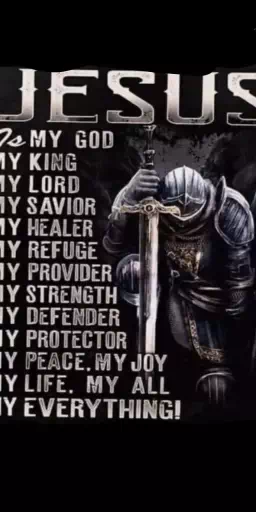 JESUS
Is MY GOD
MY KING
MY LORD
MY SAVIOR
MY HEALER
MY REFUGE
MY PROVIDER
MY STRENGTH
MY DEFENDER
MY PROTECTOR
MY PEACE. MY JOY
MY LIFE. MY ALL
MY EVERYTHING!